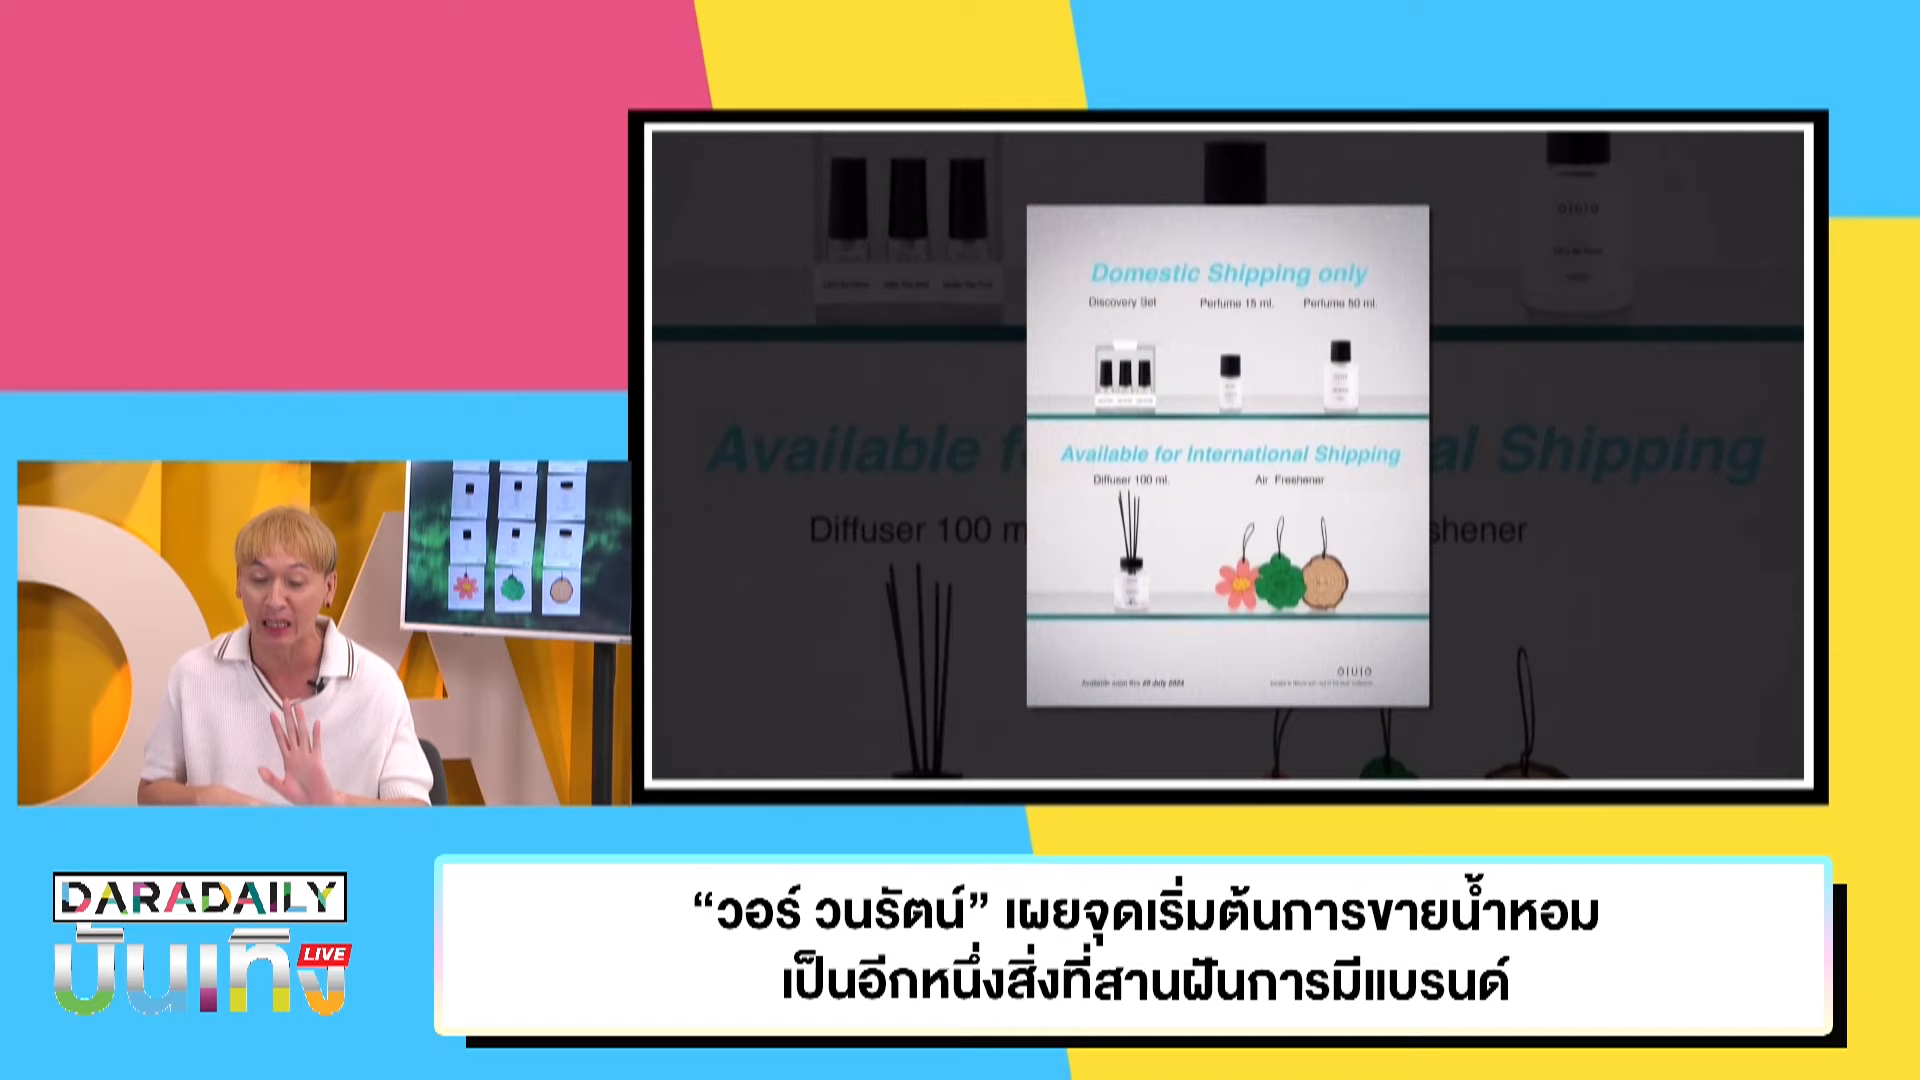 Domestic Shipping only
Discovery Set
Perfume 15 ml.
Perfume 50 ml.
Available for International Shipping
Diffuser 100 ml.
Air Freshener
Available
Shipping
Diffuser 100 m
shener
DARADAILY
บันเทิง
LIVE
“วอร์ วนรัตน์” เผยจุดเริ่มต้นการขายน้ำหอม
เป็นอีกหนึ่งสิ่งที่สานฝันการมีแบรนด์